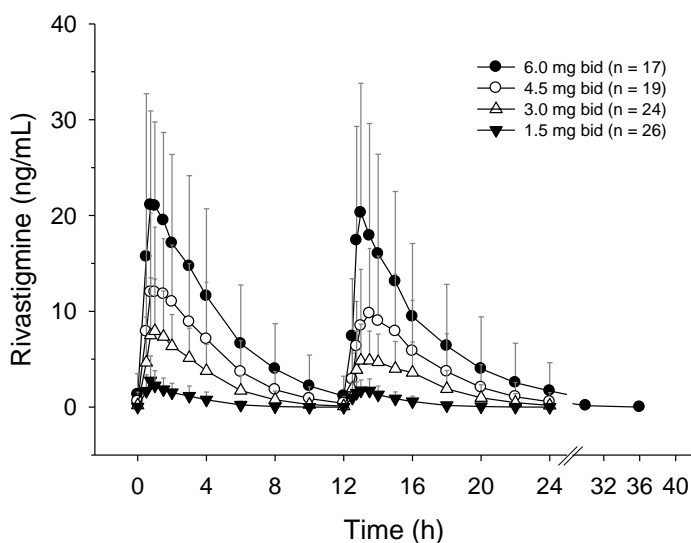 40
30
20
10
0
Rivastigmine (ng/mL)
6.0 mg bid (n = 17)
4.5 mg bid (n = 19)
3.0 mg bid (n = 24)
1.5 mg bid (n = 26)
0 4 8 12 16 20 24 32 36 40
Time (h)